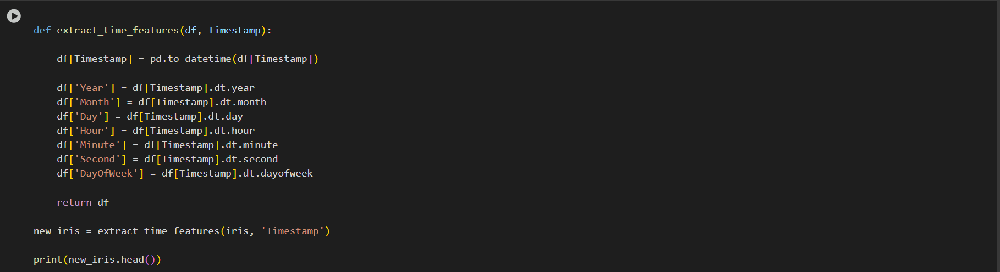 def extract_time_features(df, Timestamp):
df[Timestamp] = pd.to_datetime(df[Timestamp])
df['Year'] = df[Timestamp].dt.year
df['Month'] = df[Timestamp].dt.month
df['Day'] = df[Timestamp].dt.day
df['Hour'] = df[Timestamp].dt.hour
df['Minute'] = df[Timestamp].dt.minute
df['Second'] = df[Timestamp].dt.second
df['DayOfWeek'] = df[Timestamp].dt.dayofweek
return df
new_iris = extract_time_features(iris, 'Timestamp')
print(new_iris.head())